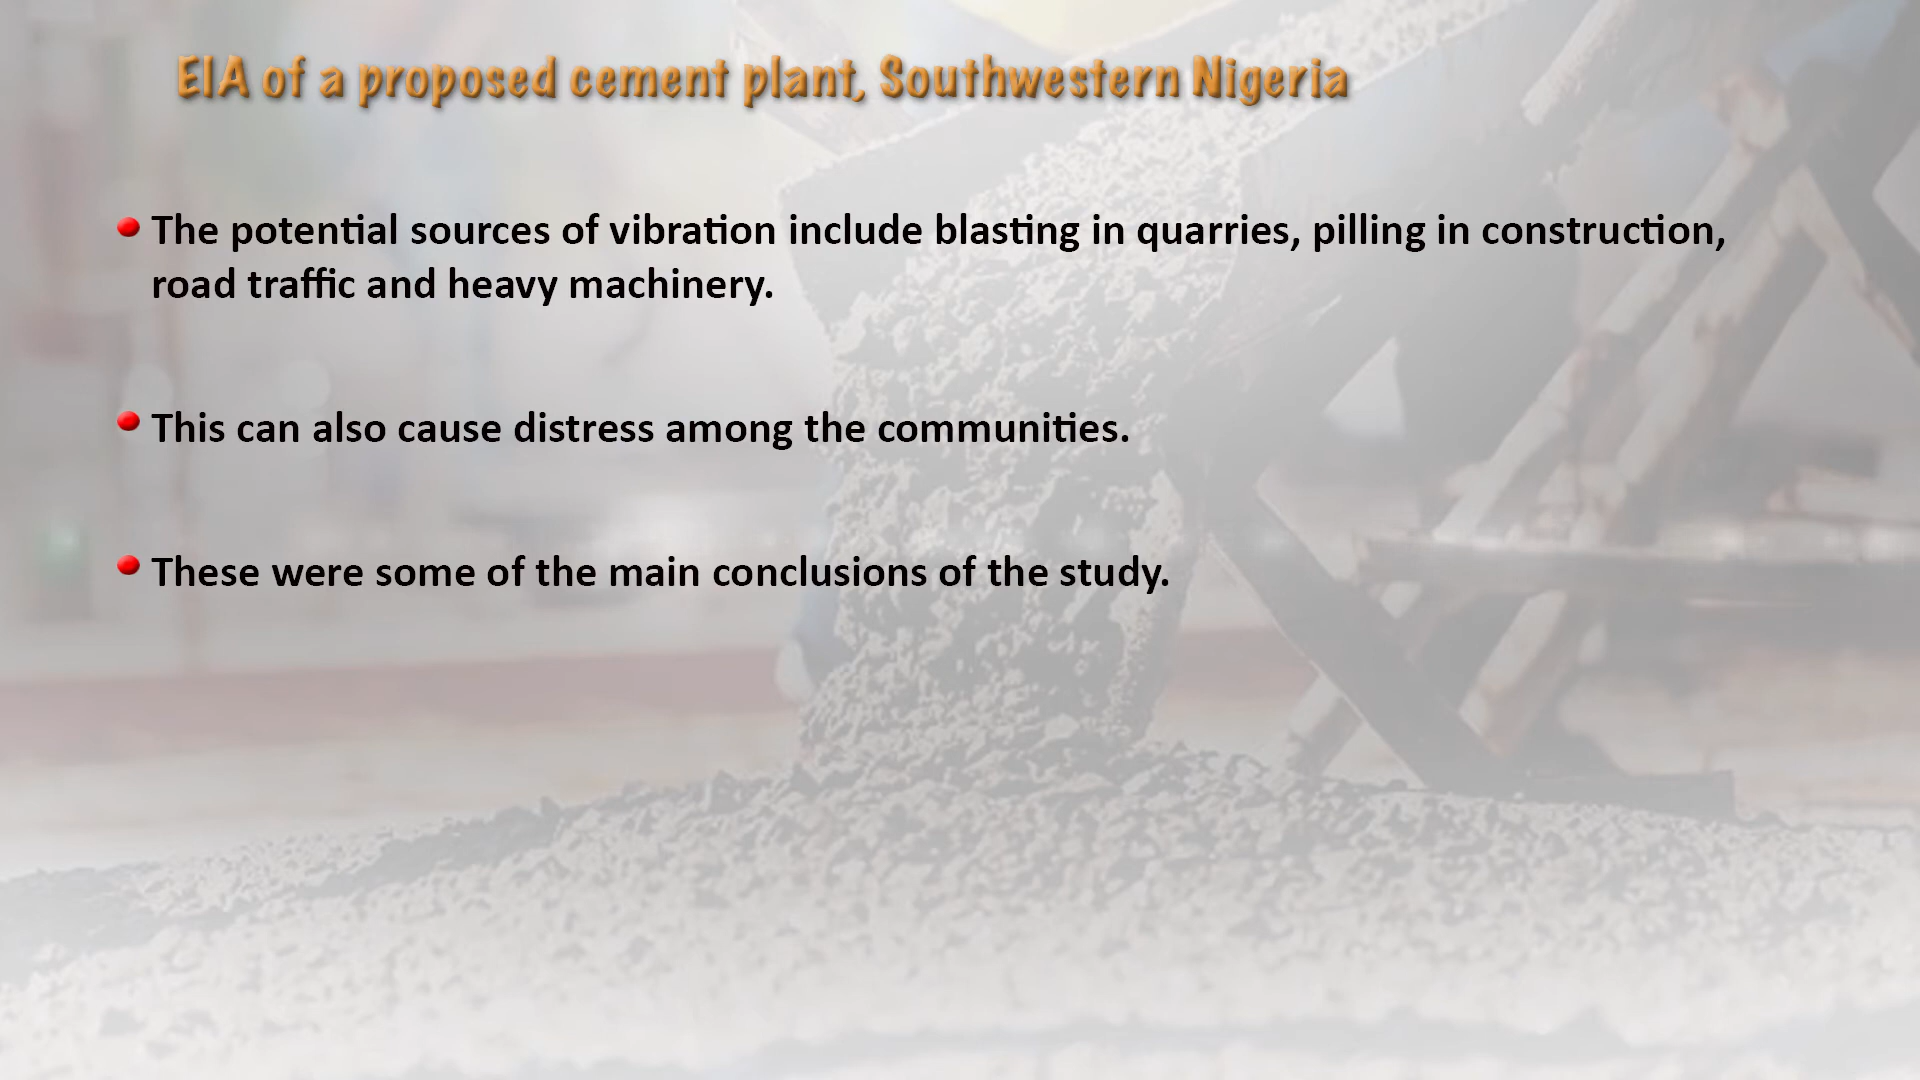 EIA of a proposed cement plant, Southwestern Nigeria
The potential sources of vibration include blasting in quarries, pilling in construction,
road traffic and heavy machinery.
This can also cause distress among the communities.
These were some of the main conclusions of the study.